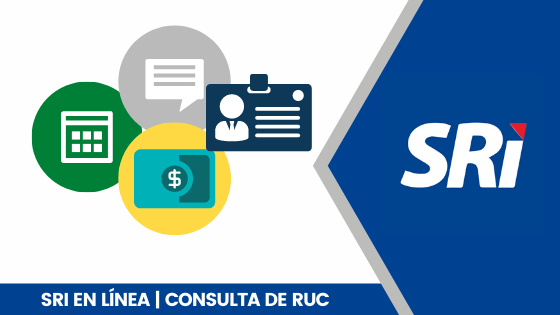 SRi
SRI EN LÍNEA | CONSULTA DE RUC
$